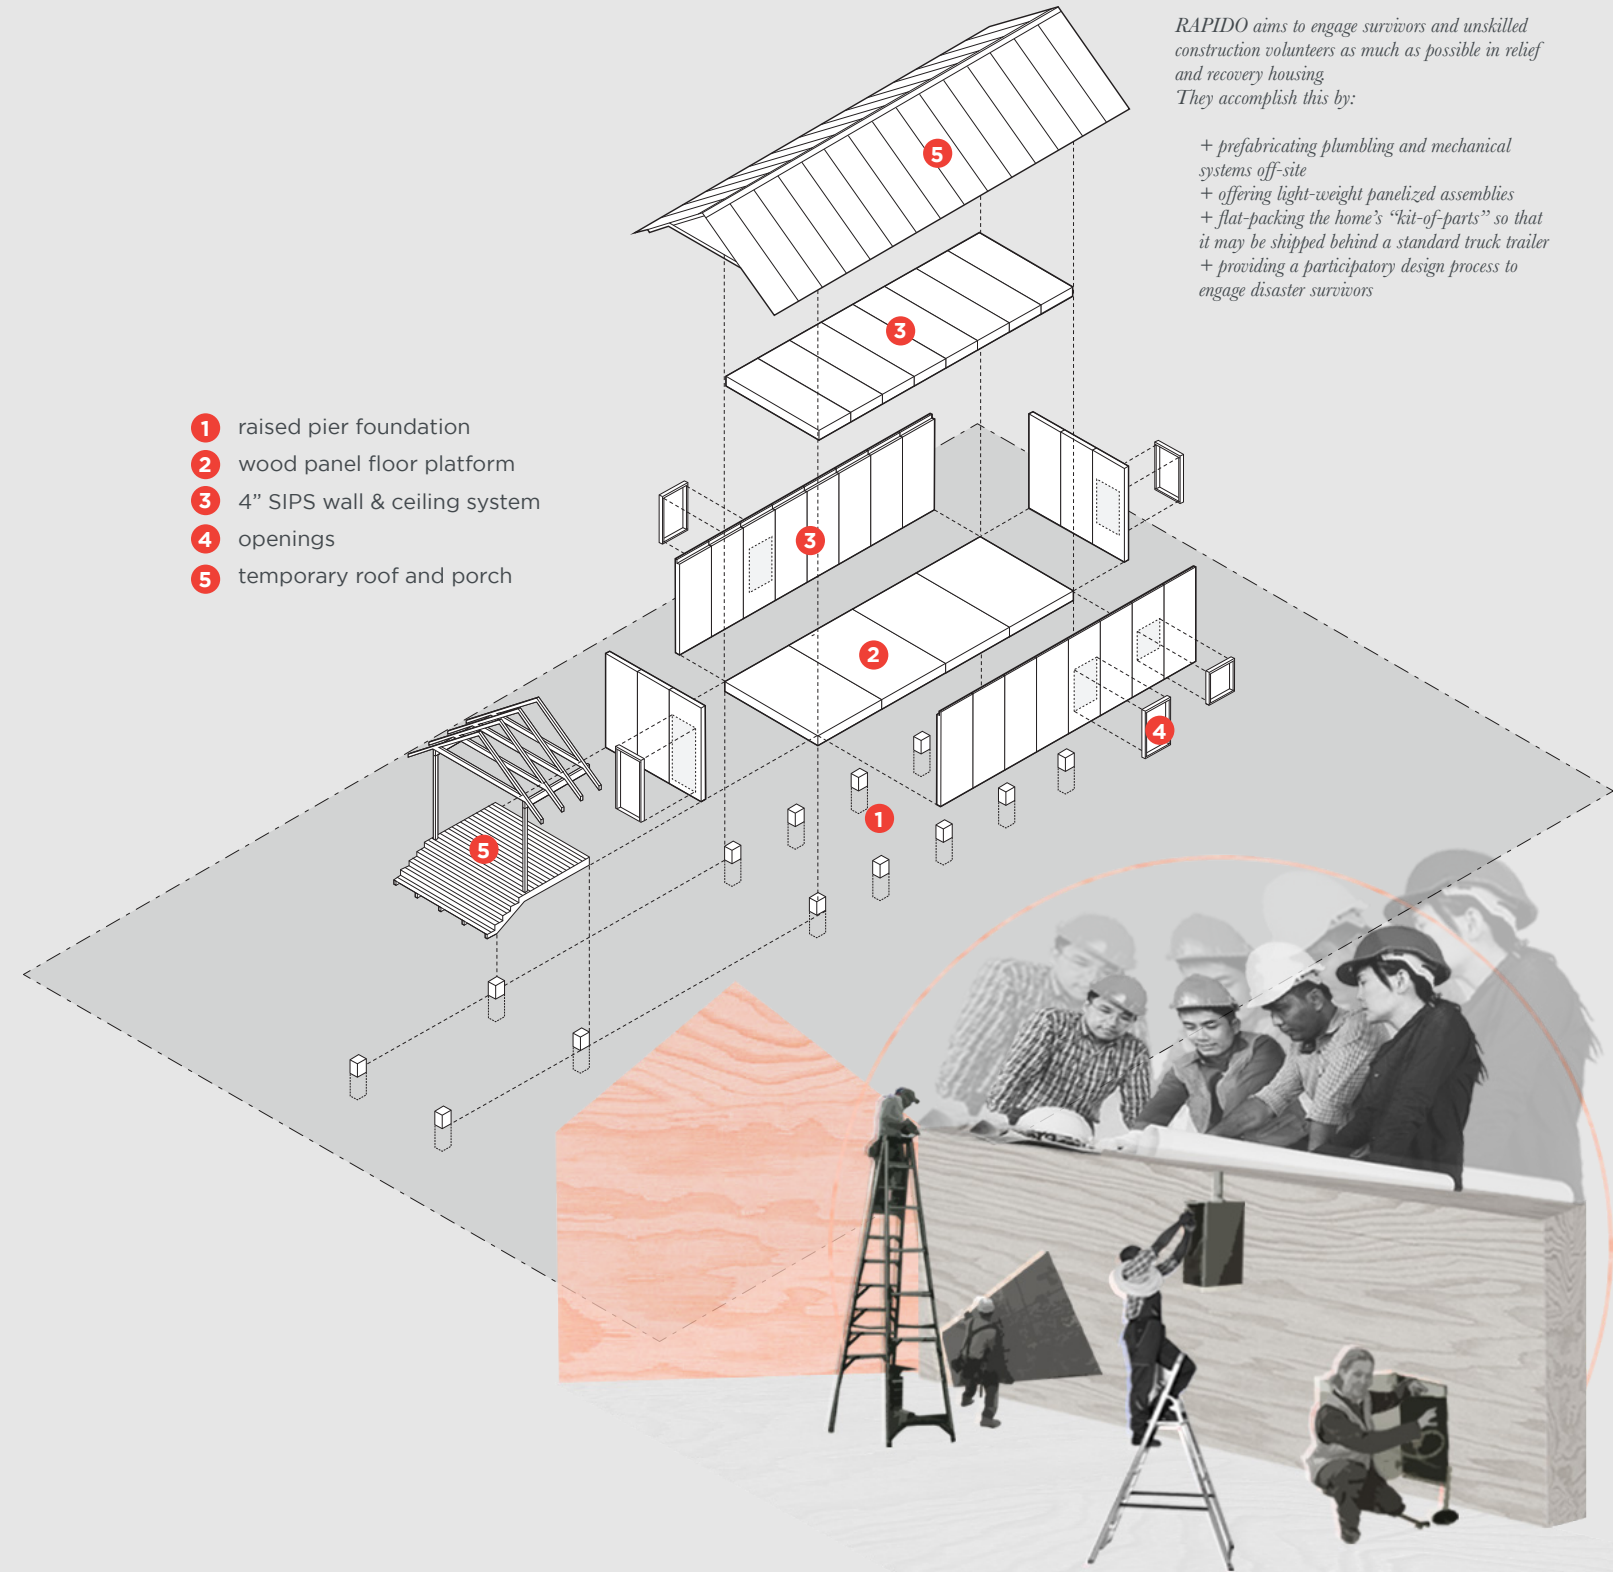 RAPIDO aims to engage survivors and unskilled
construction volunteers as much as possible in relief
and recovery housing.
They accomplish this by:
+ prefabricating plumbling and mechanical
systems off-site
+ offering light-weight panelized assemblies
+ flat-packing the home's “kit-of-parts” so that
it may be shipped behind a standard truck trailer
+ providing a participatory design process to
engage disaster survivors
5
3
1 raised pier foundation
2 wood panel floor platform
3 4” SIPS wall & ceiling system
4 openings
5 temporary roof and porch
3
2
4
1
5